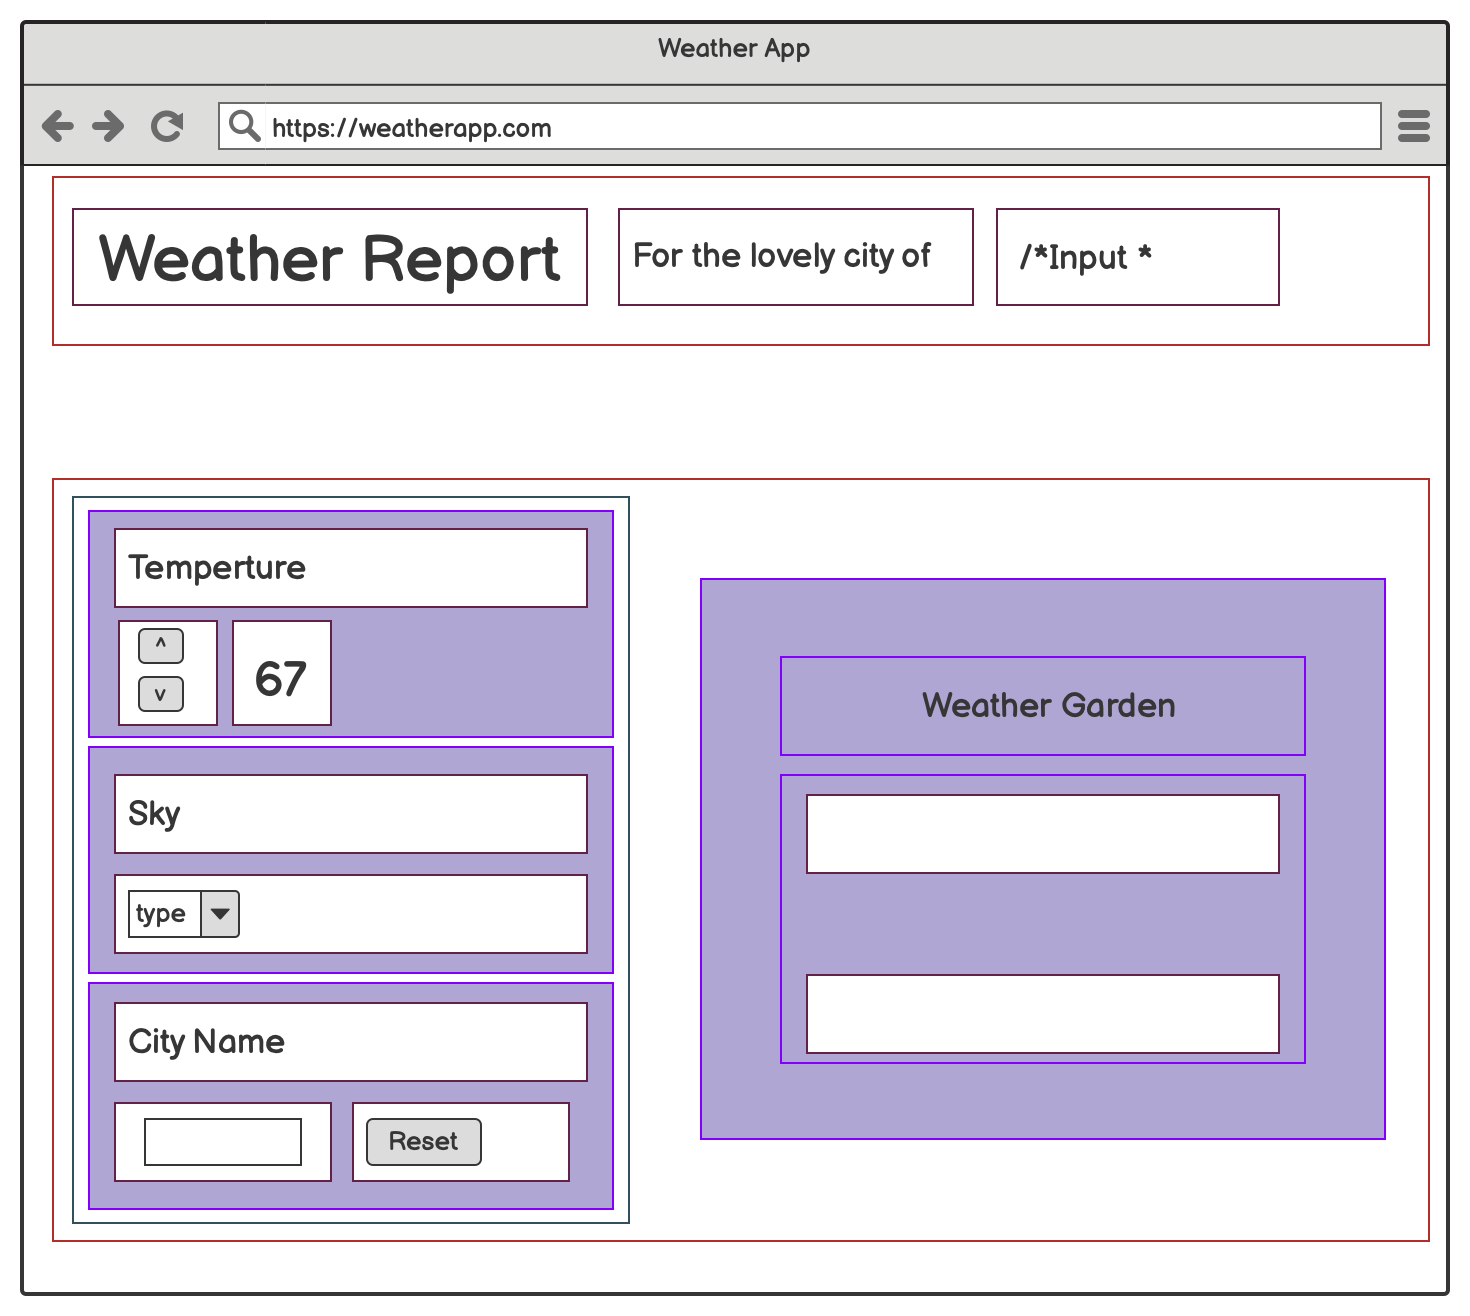 Weather App
https://weatherapp.com
Weather Report
For the lovely city of
/*Input *
Temperture
^
67
v
Weather Garden
Sky
type
City Name
Reset